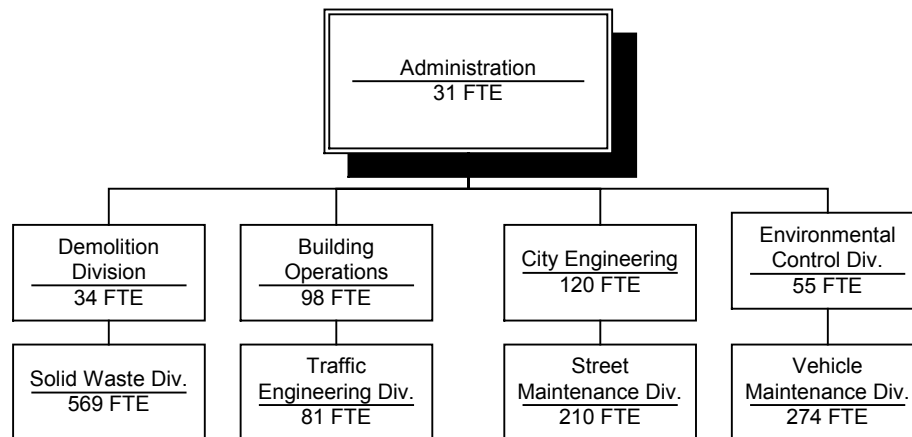 Administration
31 FTE
Demolition
Division
34 FTE
Building
Operations
98 FTE
City Engineering
120 FTE
Environmental
Control Div.
55 FTE
Solid Waste Div.
569 FTE
Traffic
Engineering Div.
81 FTE
Street
Maintenance Div.
210 FTE
Vehicle
Maintenance Div.
274 FTE